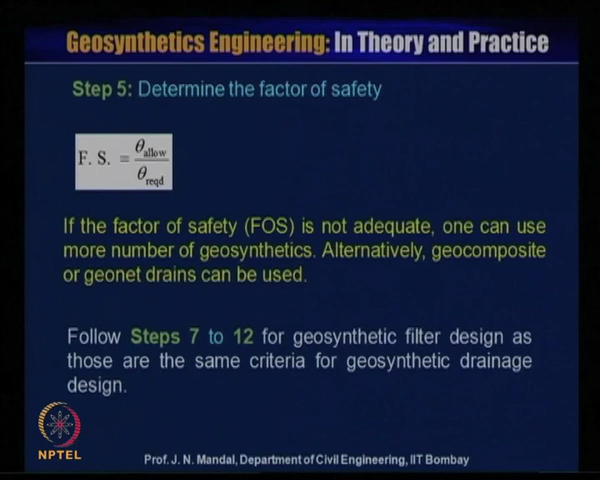 Geosynthetics Engineering: In Theory and Practice
Step 5: Determine the factor of safety
F. S. = θallow / θreqd
If the factor of safety (FOS) is not adequate, one can use
more number of geosynthetics. Alternatively, geocomposite
or geonet drains can be used.
Follow Steps 7 to 12 for geosynthetic filter design as
those are the same criteria for geosynthetic drainage
design.
NPTEL
Prof. J. N. Mandal, Department of Civil Engineering, IIT Bombay